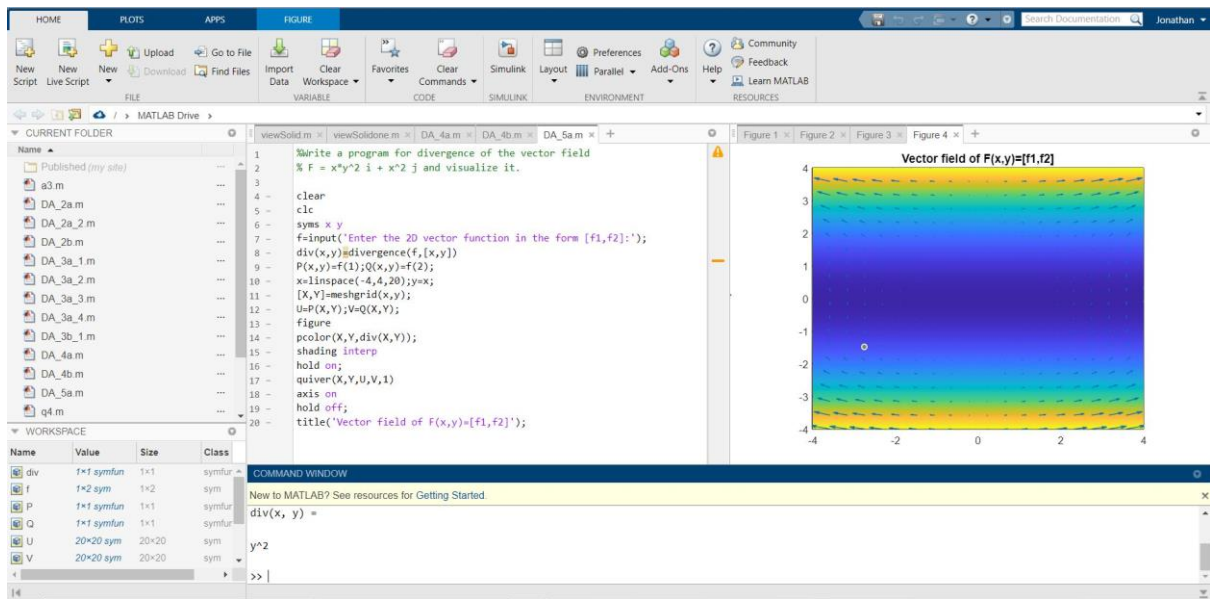 HOME PLOTS APPS FIGURE Search Documentation Jonathan
New Script
New Live Script
New
Upload
Download
Go to File
Find Files
FILE
Import Data
Clear Workspace
VARIABLE
Favorites
Clear Commands
CODE
Simulink
SIMULINK
Layout
Preferences
Parallel
Add-Ons
ENVIRONMENT
Help
Community
Feedback
Learn MATLAB
RESOURCES
/ > MATLAB Drive >
CURRENT FOLDER
Name
Published (my site)
a3.m
DA_2a.m
DA_2a_2.m
DA_2b.m
DA_3a_1.m
DA_3a_2.m
DA_3a_3.m
DA_3a_4.m
DA_3b_1.m
DA_4a.m
DA_4b.m
DA_5a.m
q4.m
WORKSPACE
Name Value Size Class
div 1×1 symfun 1×1 symfur
f 1×2 sym 1×2 sym
P 1×1 symfun 1×1 symfur
Q 1×1 symfun 1×1 symfur
U 20×20 sym 20×20 sym
V 20×20 sym 20×20 sym
viewSolid.m × viewSolidone.m × DA_4a.m × DA_4b.m × DA_5a.m × +
1 %Write a program for divergence of the vector field
2 % F = x*y^2 i + x^2 j and visualize it.
3
4 - clear
5 - clc
6 - syms x y
7 - f=input('Enter the 2D vector function in the form [f1,f2]:');
8 - div(x,y)=divergence(f,[x,y])
9 - P(x,y)=f(1);Q(x,y)=f(2);
10 - x=linspace(-4,4,20);y=x;
11 - [X,Y]=meshgrid(x,y);
12 - U=P(X,Y);V=Q(X,Y);
13 - figure
14 - pcolor(X,Y,div(X,Y));
15 - shading interp
16 - hold on;
17 - quiver(X,Y,U,V,1)
18 - axis on
19 - hold off;
20 - title('Vector field of F(x,y)=[f1,f2]');
Figure 1 × Figure 2 × Figure 3 × Figure 4 × +
Vector field of F(x,y)=[f1,f2]
4
3
2
1
0
-1
-2
-3
-4
-4 -2 0 2 4
COMMAND WINDOW
New to MATLAB? See resources for Getting Started.
div(x, y) =
y^2
>>